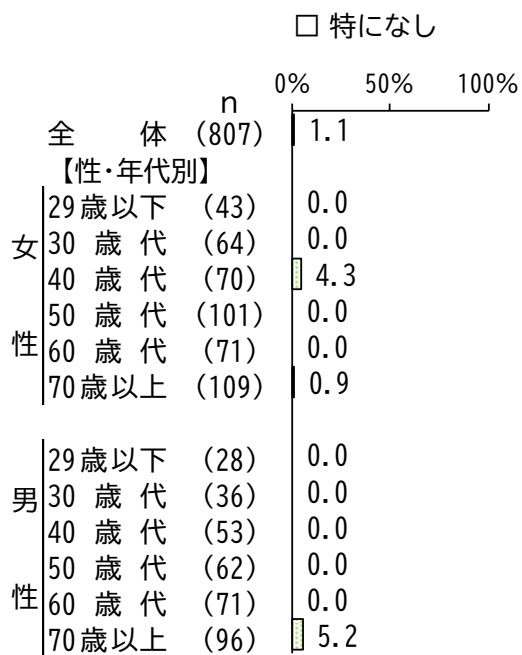 □ 特になし
0% 50% 100%
n
全 体 (807) 1.1
【性・年代別】
女性
29歳以下 (43) 0.0
30 歳 代 (64) 0.0
40 歳 代 (70) 4.3
50 歳 代 (101) 0.0
60 歳 代 (71) 0.0
70歳以上 (109) 0.9
男性
29歳以下 (28) 0.0
30 歳 代 (36) 0.0
40 歳 代 (53) 0.0
50 歳 代 (62) 0.0
60 歳 代 (71) 0.0
70歳以上 (96) 5.2